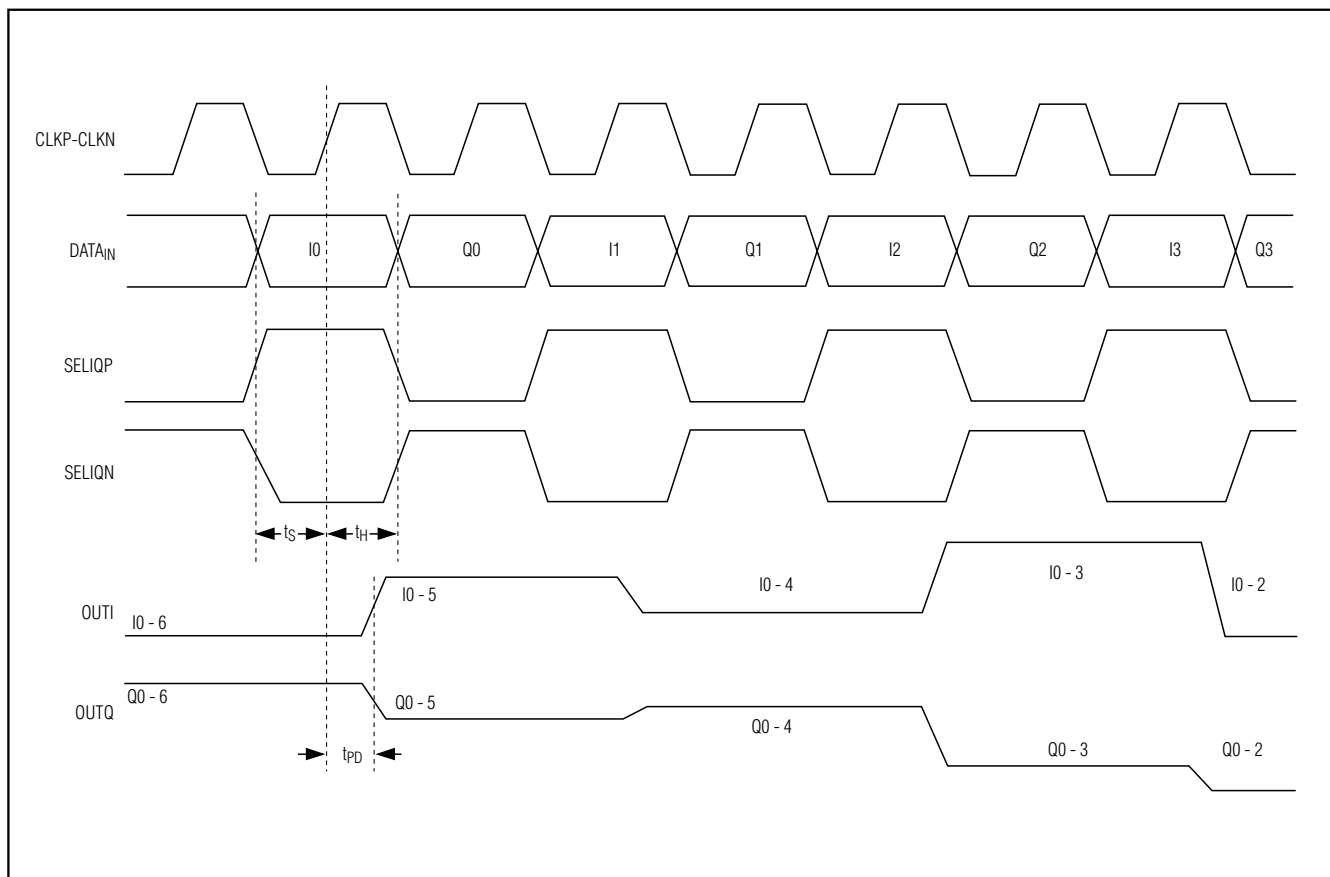 CLKP-CLKN
DATAIN
I0
Q0
I1
Q1
I2
Q2
I3
Q3
SELIQP
SELIQN
tS
tH
OUTI
I0 - 6
I0 - 5
I0 - 4
I0 - 3
I0 - 2
OUTQ
Q0 - 6
Q0 - 5
Q0 - 4
Q0 - 3
Q0 - 2
tPD